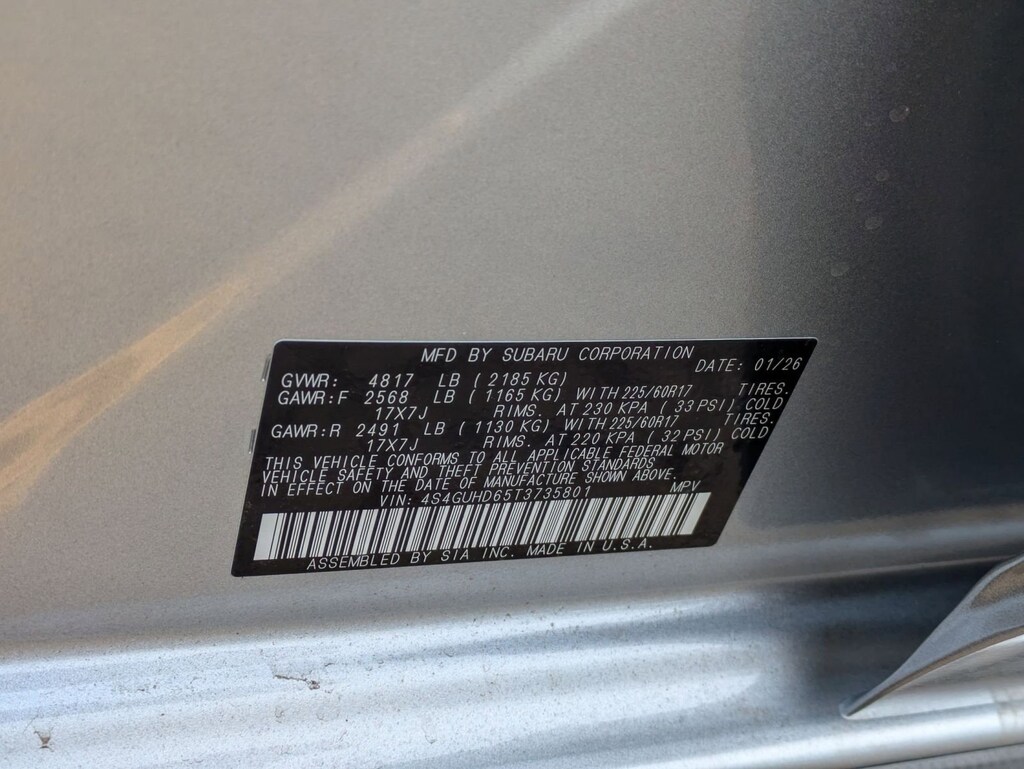 MFD BY SUBARU CORPORATION
DATE: 01/26
GVWR: 4817 LB ( 2185 KG)
GAWR:F 2568 LB ( 1165 KG) WITH 225/60R17 TIRES.
17X7J RIMS. AT 230 KPA ( 33 PSI) COLD
GAWR:R 2491 LB ( 1130 KG) WITH 225/60R17 TIRES.
17X7J RIMS. AT 220 KPA ( 32 PSI) COLD
THIS VEHICLE CONFORMS TO ALL APPLICABLE FEDERAL MOTOR
VEHICLE SAFETY AND THEFT PREVENTION STANDARDS
IN EFFECT ON THE DATE OF MANUFACTURE SHOWN ABOVE.
VIN: 4S4GUHD65T3735801 MPV
ASSEMBLED BY SIA INC. MADE IN U.S.A.